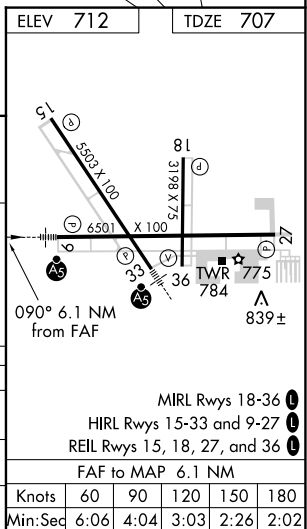 ELEV 712
TDZE 707
15
P
5503 X 100
18
P
3198 X 75
P
6501 X 100
9
27
P
P
V
A5
33
A5
36
TWR
784
775
839±
090° 6.1 NM
from FAF
MIRL Rwys 18-36 L
HIRL Rwys 15-33 and 9-27 L
REIL Rwys 15, 18, 27, and 36 L
FAF to MAP 6.1 NM
Knots 60 90 120 150 180
Min:Sec 6:06 4:04 3:03 2:26 2:02